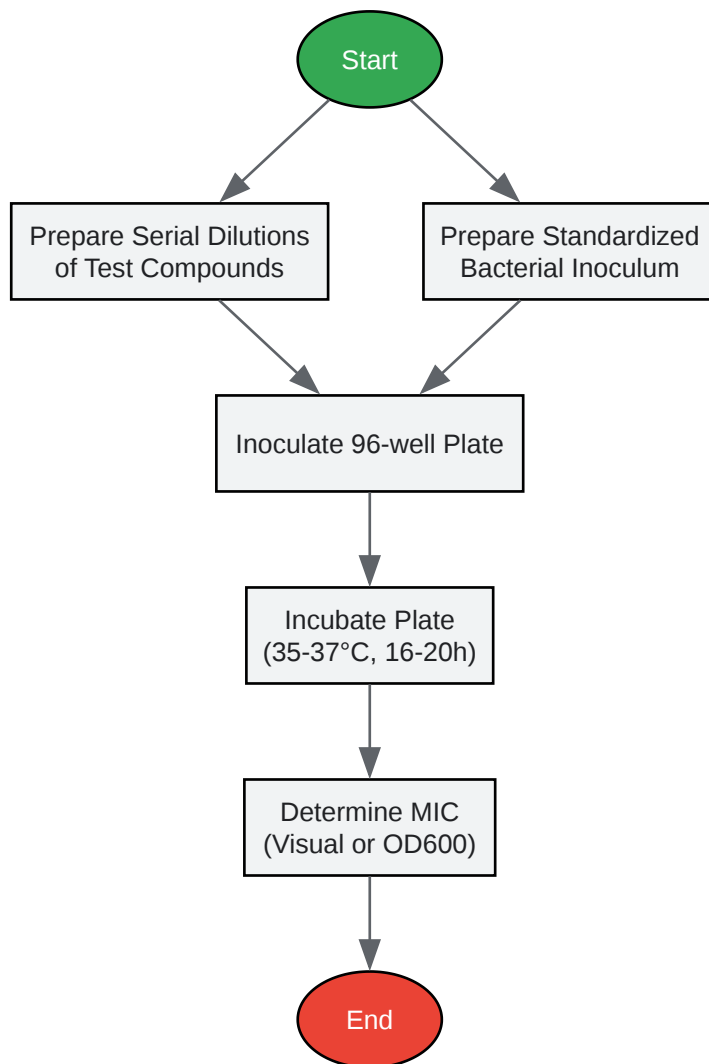 Start
Prepare Serial Dilutions
of Test Compounds
Prepare Standardized
Bacterial Inoculum
Inoculate 96-well Plate
Incubate Plate
(35-37°C, 16-20h)
Determine MIC
(Visual or OD600)
End